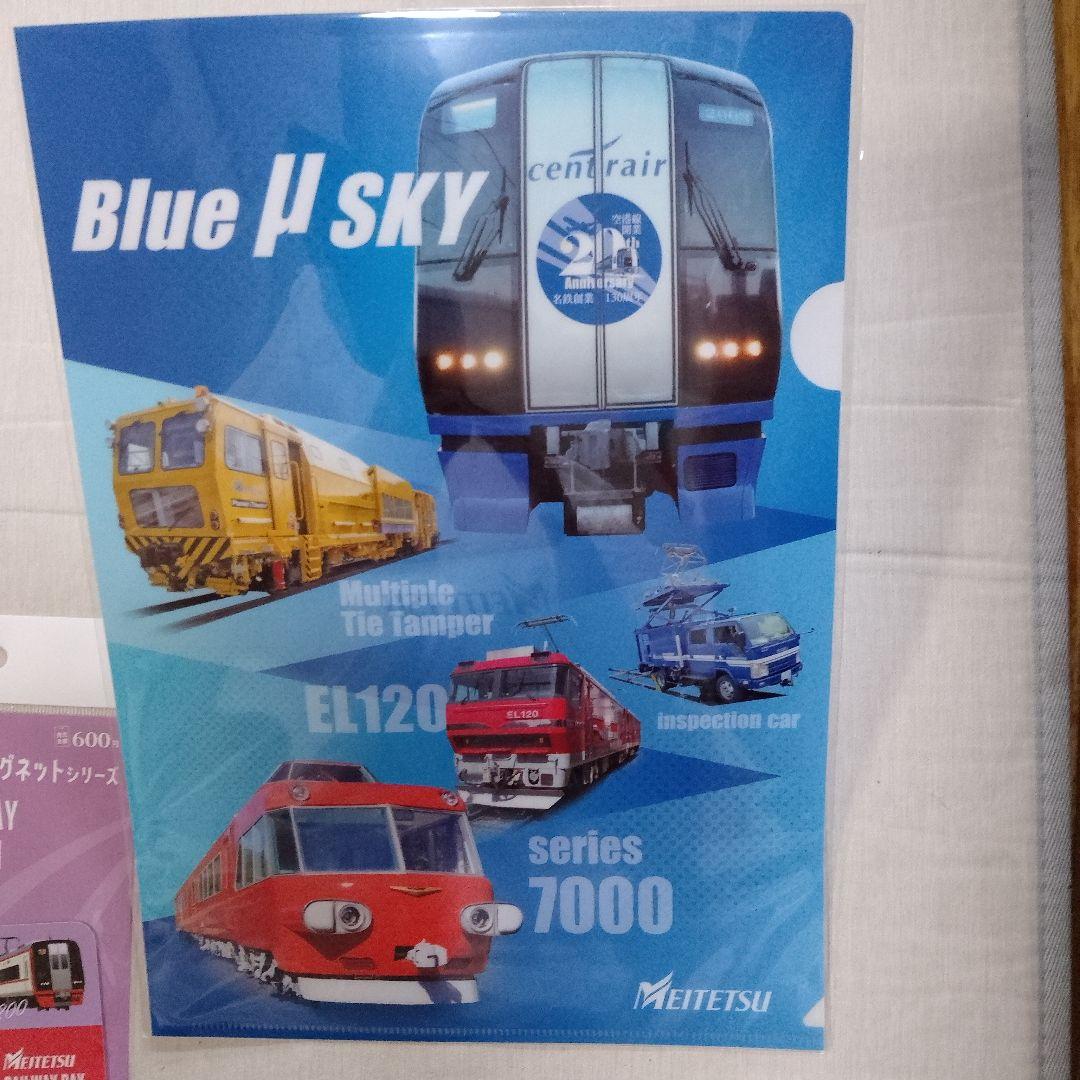 Blue μ SKY
centrair
空港線
開業
20th
Anniversary
名鉄創業 130周年
Multiple
Tie Tamper
EL120
EL120
inspection car
series
7000
MEITETSU
600円
グネットシリーズ
AY
MEITETSU
RAILWAY DAY